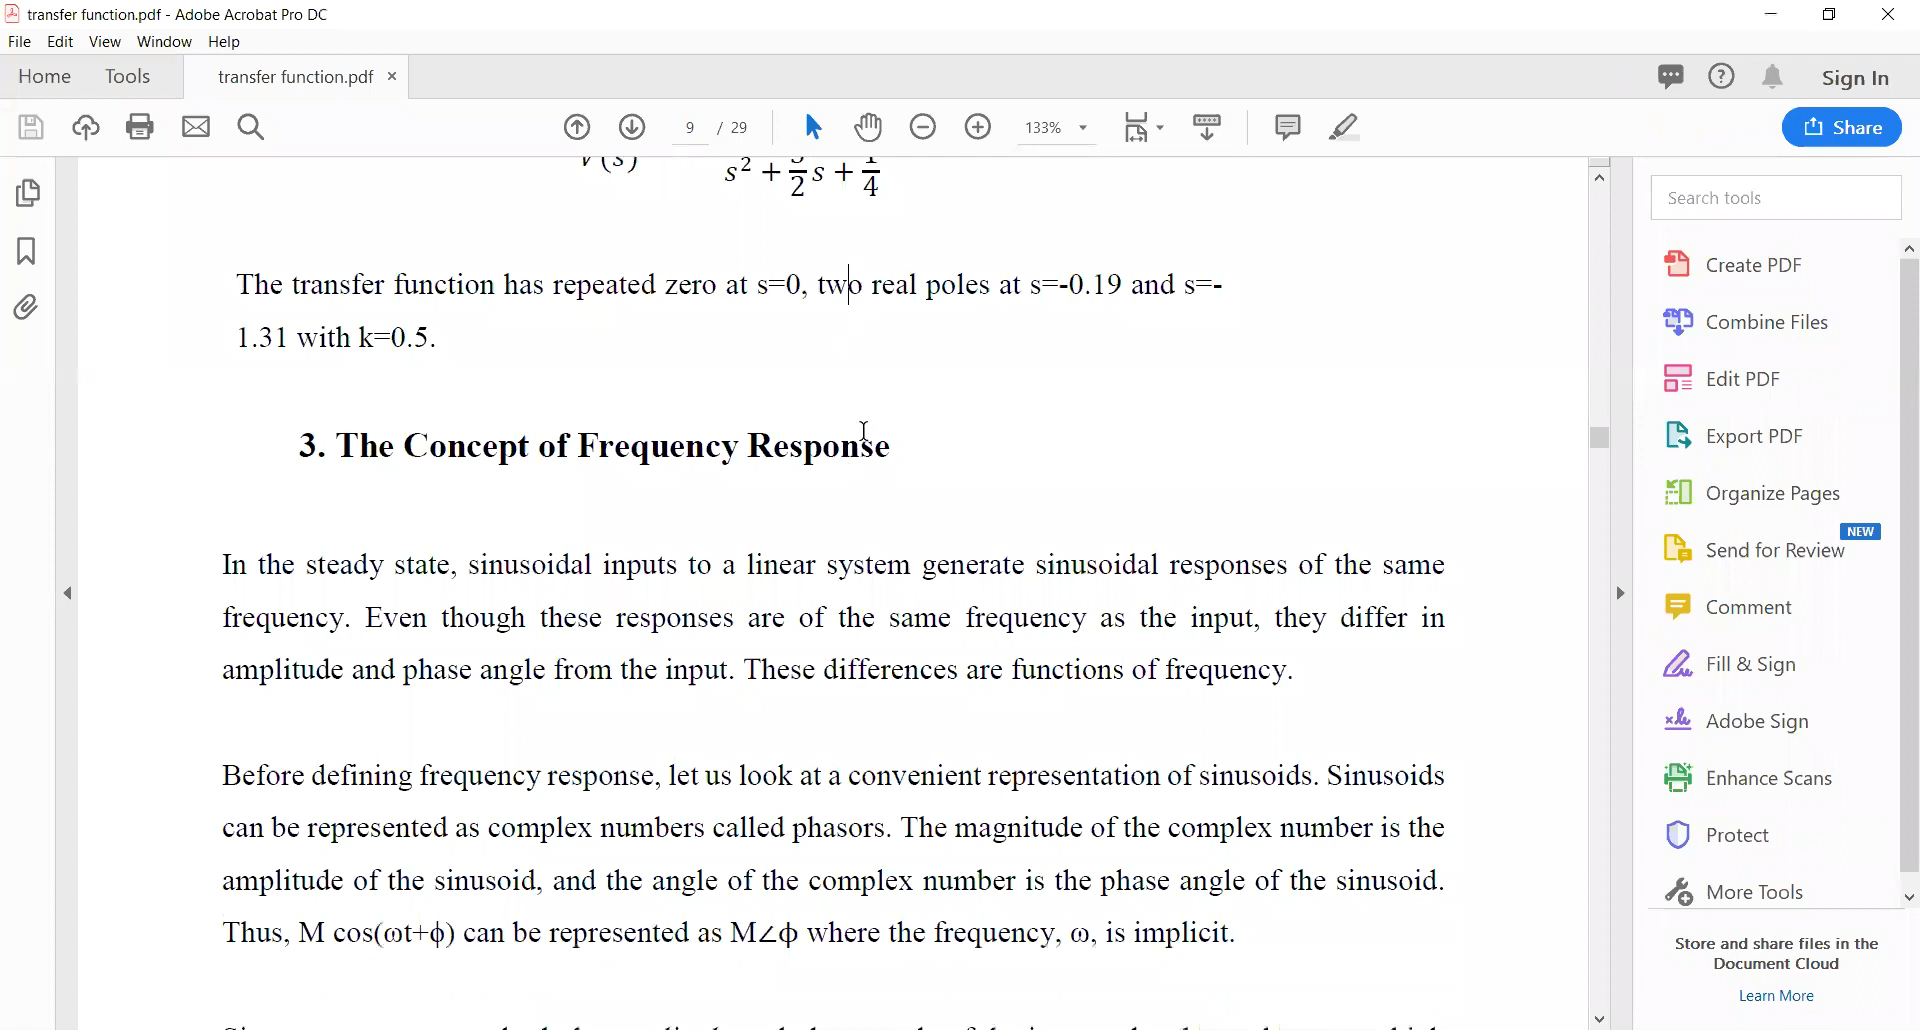 transfer function.pdf - Adobe Acrobat Pro DC
File Edit View Window Help
Home Tools transfer function.pdf × Sign In
9 / 29 133% Share
s² + 2 s + 4
The transfer function has repeated zero at s=0, two real poles at s=-0.19 and s=-
1.31 with k=0.5.
3. The Concept of Frequency Response
In the steady state, sinusoidal inputs to a linear system generate sinusoidal responses of the same
frequency. Even though these responses are of the same frequency as the input, they differ in
amplitude and phase angle from the input. These differences are functions of frequency.
Before defining frequency response, let us look at a convenient representation of sinusoids. Sinusoids
can be represented as complex numbers called phasors. The magnitude of the complex number is the
amplitude of the sinusoid, and the angle of the complex number is the phase angle of the sinusoid.
Thus, M cos(ωt+ϕ) can be represented as M∠ϕ where the frequency, ω, is implicit.
Search tools
Create PDF
Combine Files
Edit PDF
Export PDF
Organize Pages
NEW
Send for Review
Comment
Fill & Sign
Adobe Sign
Enhance Scans
Protect
More Tools
Store and share files in the
Document Cloud
Learn More